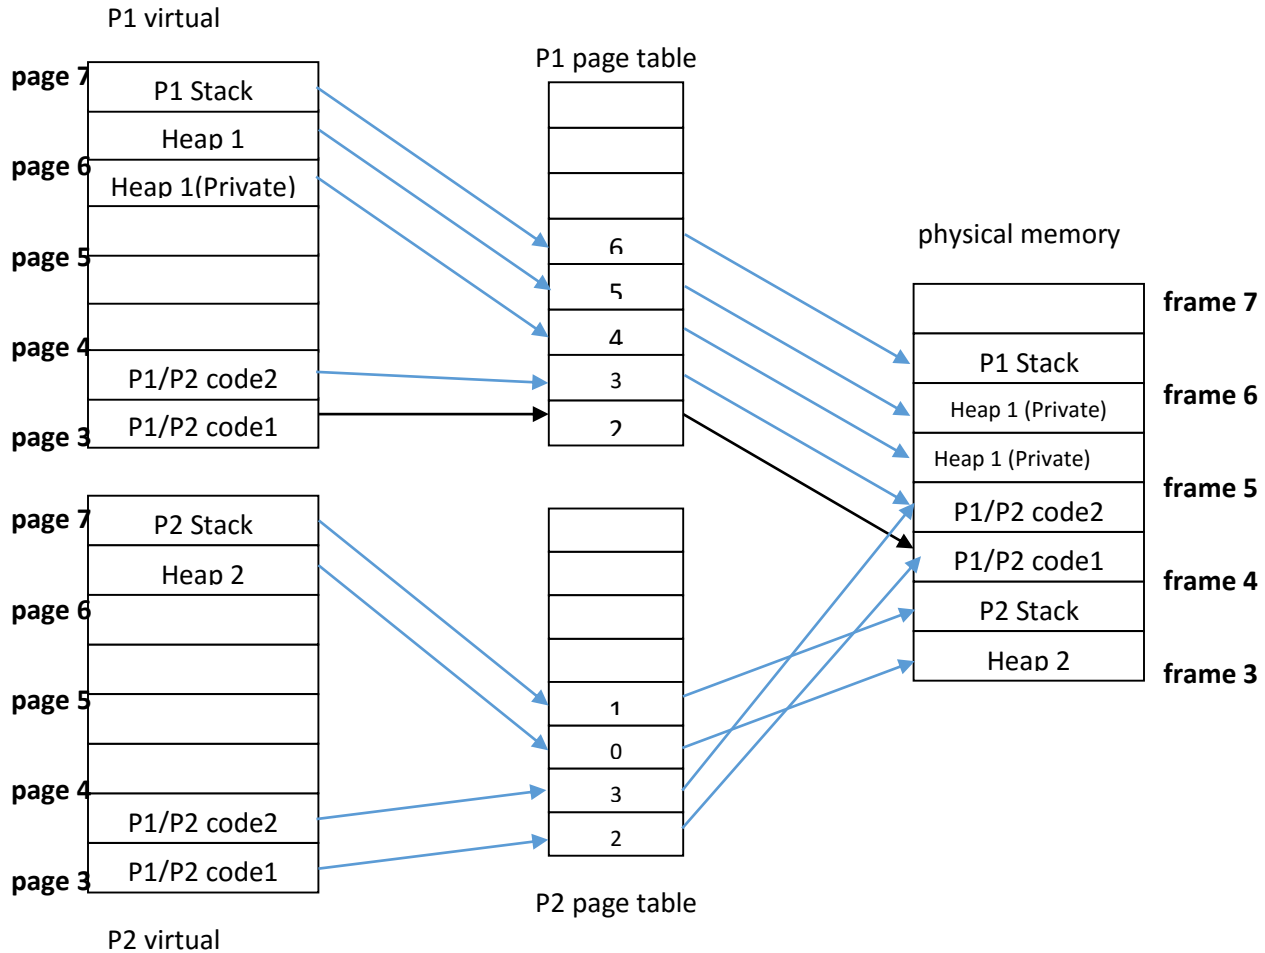 P1 virtual
P1 page table
page 7
P1 Stack
Heap 1
page 6
Heap 1(Private)
page 5
page 4
P1/P2 code2
P1/P2 code1
page 3
6
5
4
3
2
physical memory
frame 7
P1 Stack
frame 6
Heap 1 (Private)
Heap 1 (Private)
frame 5
P1/P2 code2
P1/P2 code1
frame 4
P2 Stack
Heap 2
frame 3
page 7
P2 Stack
Heap 2
page 6
page 5
page 4
P1/P2 code2
P1/P2 code1
page 3
1
0
3
2
P2 page table
P2 virtual